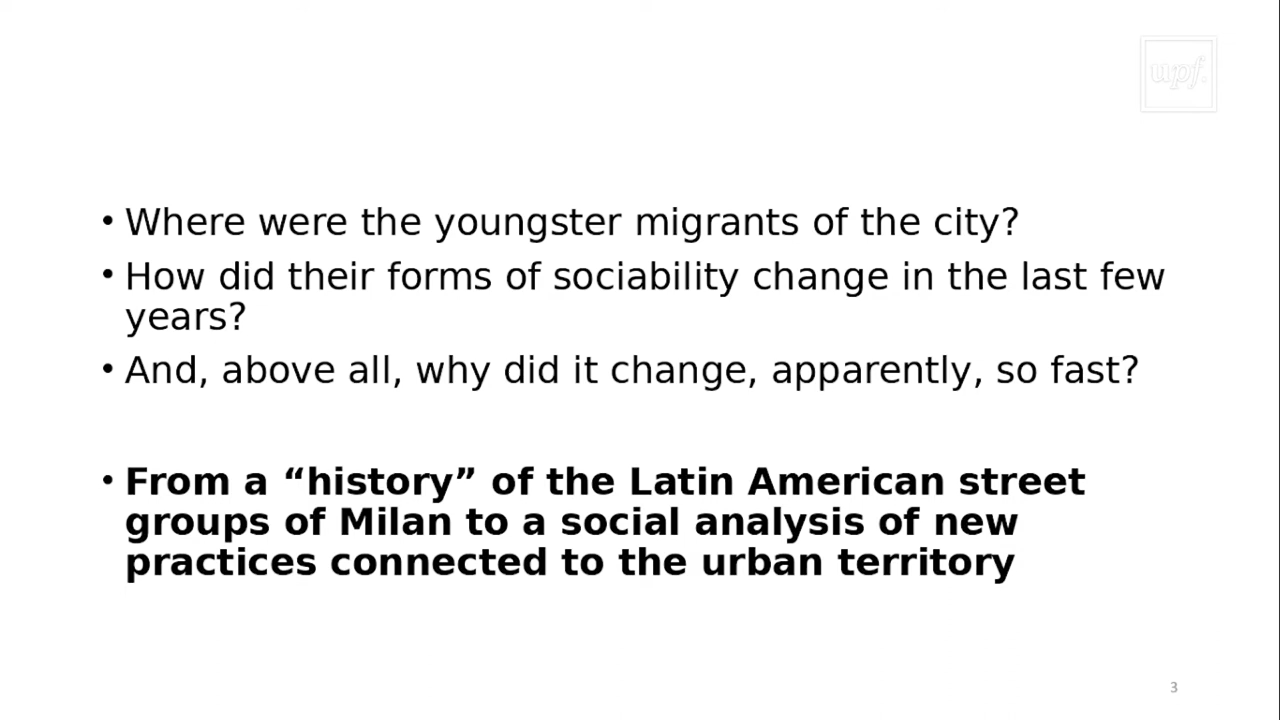 upf.
• Where were the youngster migrants of the city?
• How did their forms of sociability change in the last few
years?
• And, above all, why did it change, apparently, so fast?
• From a “history” of the Latin American street
groups of Milan to a social analysis of new
practices connected to the urban territory
3